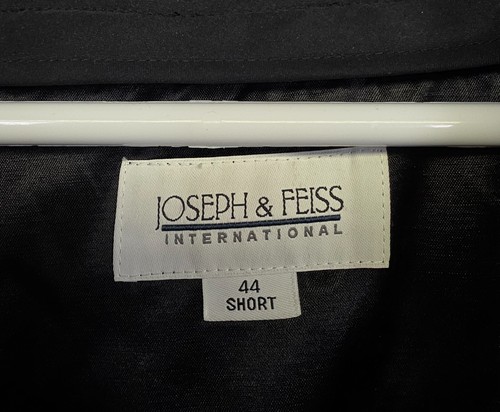 JOSEPH & FEISS
INTERNATIONAL
44
SHORT